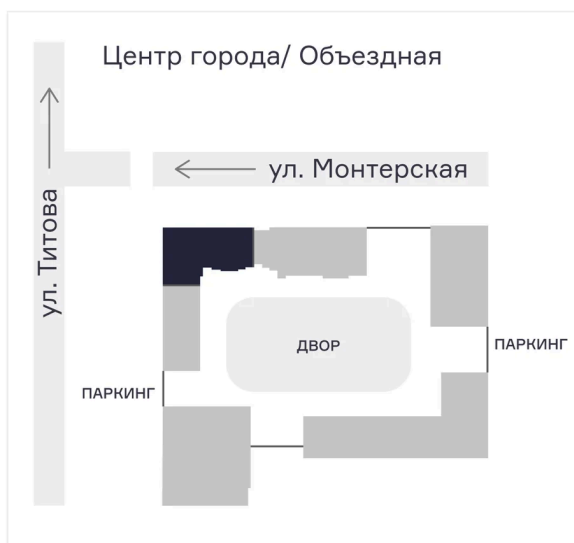 Центр города/ Объездная
ул. Монтерская
ул. Титова
ДВОР
ПАРКИНГ
ПАРКИНГ